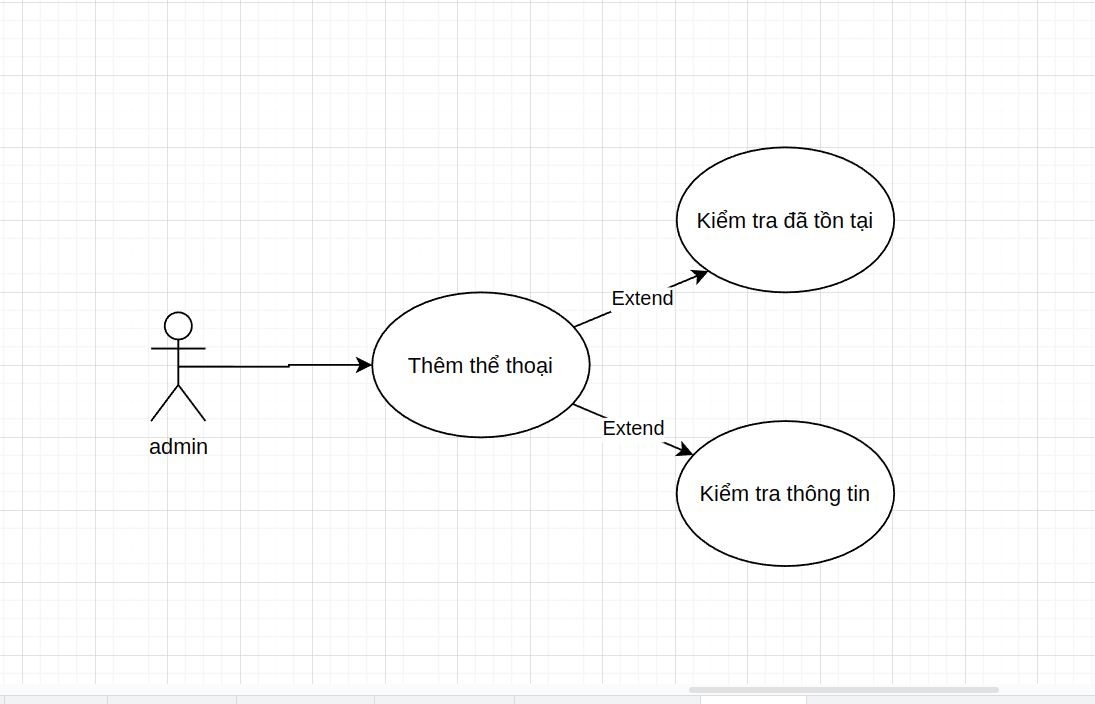 Kiểm tra đã tồn tại
Extend
Thêm thể thoại
Extend
admin
Kiểm tra thông tin